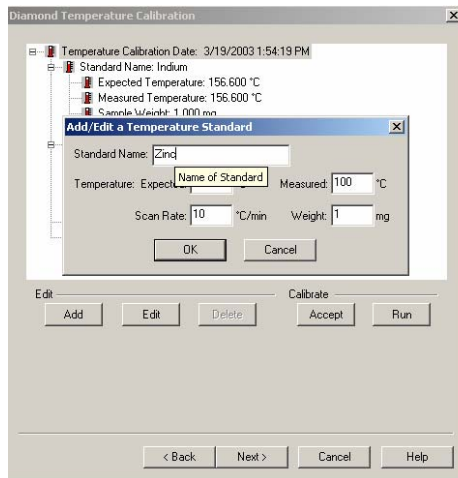 Diamond Temperature Calibration
Temperature Calibration Date: 3/19/2003 1:54:19 PM
Standard Name: Indium
Expected Temperature: 156.600 °C
Measured Temperature: 156.600 °C
Sample Weight: 1.000 mg
Add/Edit a Temperature Standard
Standard Name: Zinc
Name of Standard
Temperature: Measured: 100 °C
Scan Rate: 10 °C/min Weight: 1 mg
OK Cancel
Edit Calibrate
Add Edit Delete Accept Run
< Back Next > Cancel Help